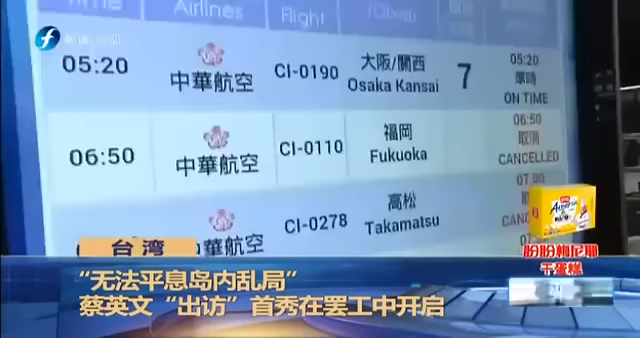 Time Airlines Flight
05:20 中華航空 CI-0190 大阪/關西 Osaka Kansai 7 05:20 準時 ON TIME
06:50 中華航空 CI-0110 福岡 Fukuoka 06:50 取消 CANCELLED
中華航空 CI-0278 高松 Takamatsu 07:00
台湾
“无法平息岛内乱局”
蔡英文“出访”首秀在罢工中开启
盼盼梅尼耶
干蛋糕